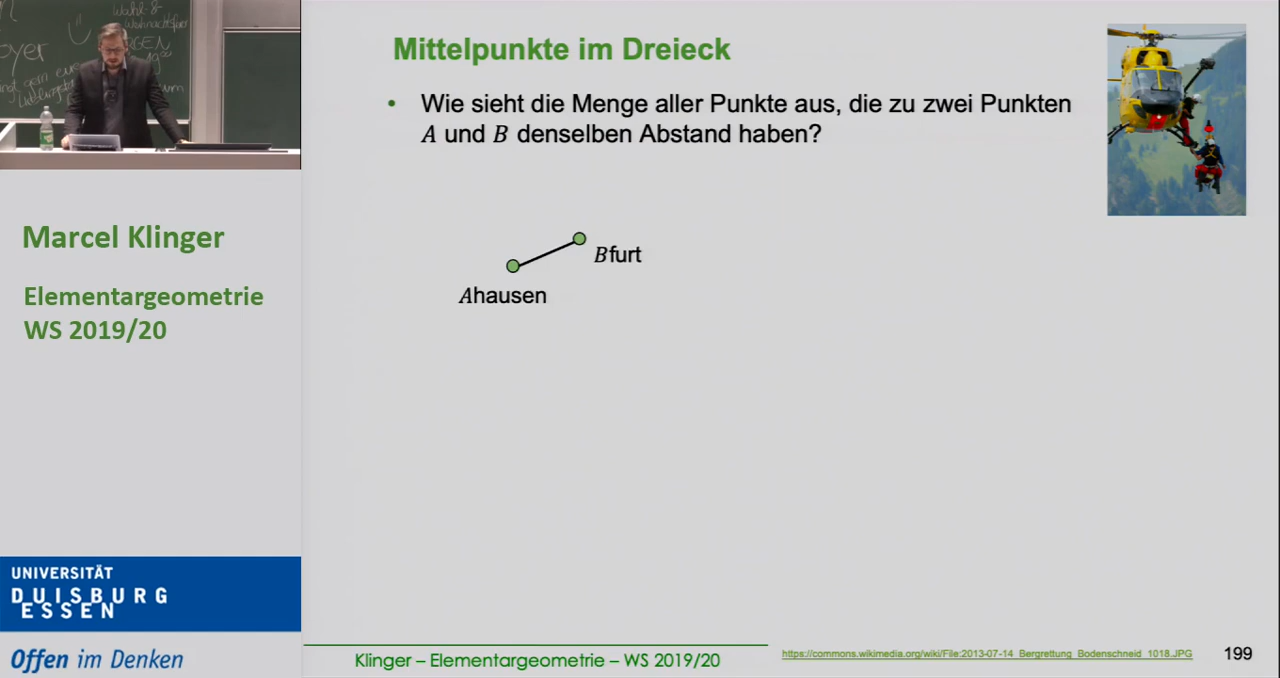 Wahl-&
yer
Mittelpunkte im Dreieck
• Wie sieht die Menge aller Punkte aus, die zu zwei Punkten
A und B denselben Abstand haben?
Bfurt
Ahausen
Marcel Klinger
Elementargeometrie
WS 2019/20
UNIVERSITÄT
DUISBURG
ESSEN
Offen im Denken
Klinger – Elementargeometrie – WS 2019/20
https://commons.wikimedia.org/wiki/File:2013-07-14_Bergrettung_Bodenschneid_1018.JPG
199